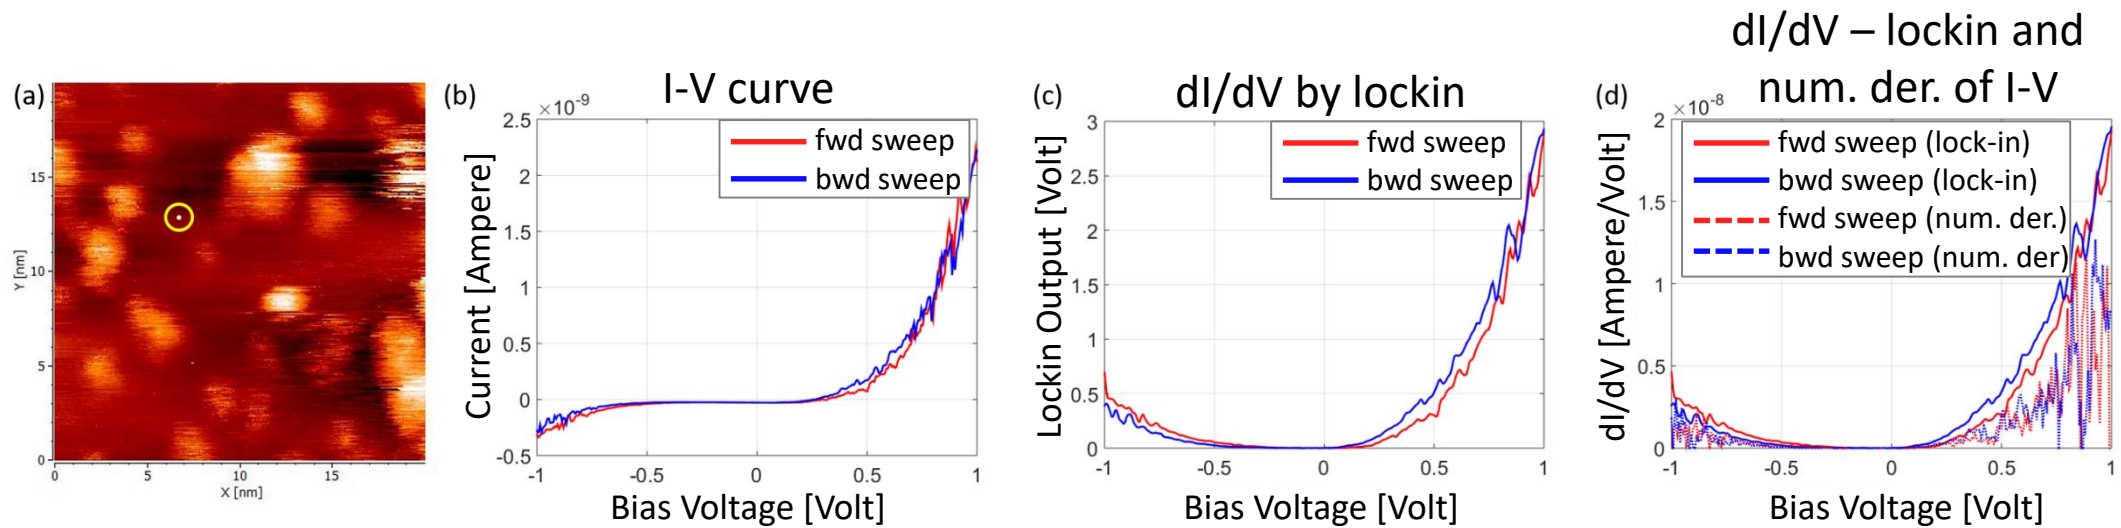 (a)
15
10
5
0
Y [nm]
0
5
10
15
X [nm]
(b)
I-V curve
×10-9
2.5
2
1.5
1
0.5
0
-0.5
Current [Ampere]
fwd sweep
bwd sweep
-1
-0.5
0
0.5
1
Bias Voltage [Volt]
(c)
dI/dV by lockin
3
2.5
2
1.5
1
0.5
0
Lockin Output [Volt]
fwd sweep
bwd sweep
-1
-0.5
0
0.5
1
Bias Voltage [Volt]
dI/dV – lockin and
(d)
num. der. of I-V
×10-8
2
1
0.5
0
dI/dV [Ampere/Volt]
fwd sweep (lock-in)
bwd sweep (lock-in)
fwd sweep (num. der.)
bwd sweep (num. der)
-1
-0.5
0
0.5
1
Bias Voltage [Volt]